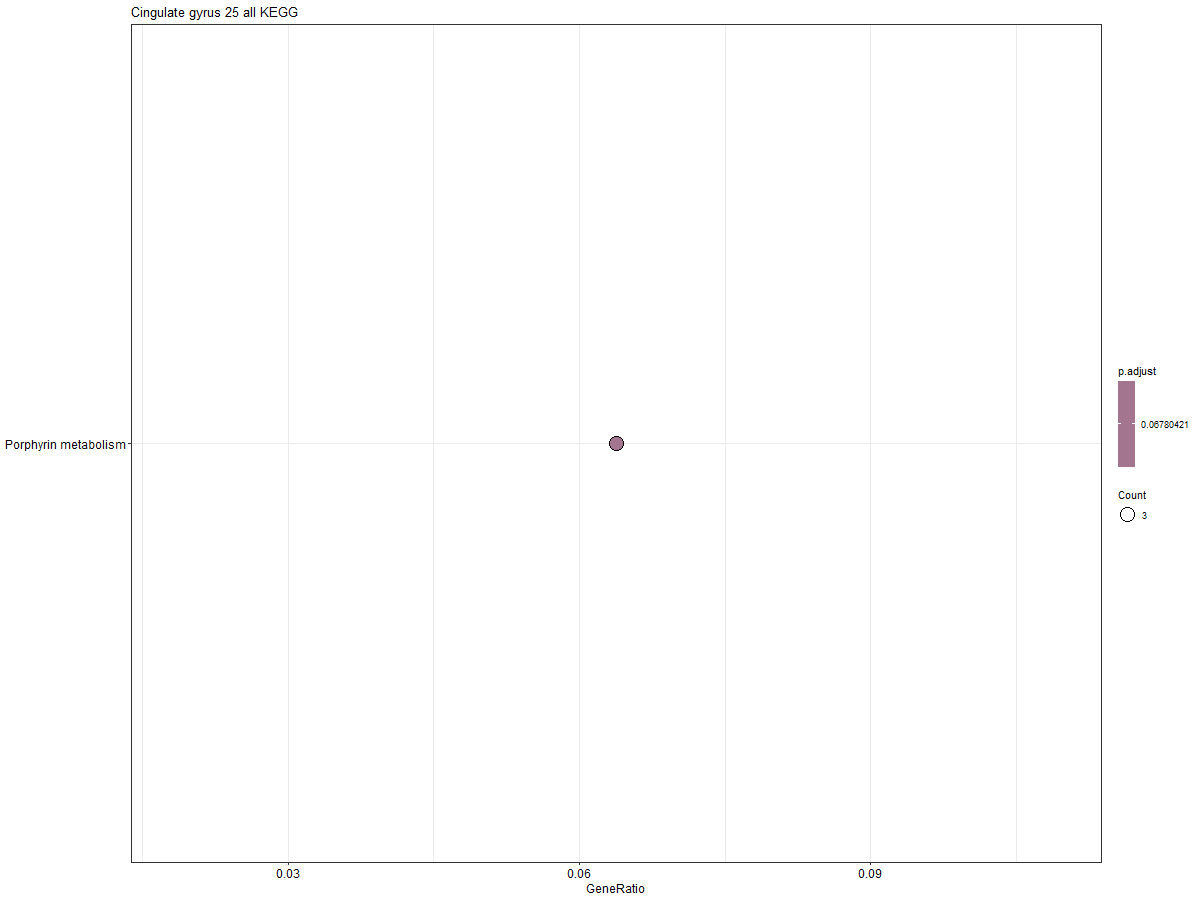 Cingulate gyrus 25 all KEGG
Porphyrin metabolism
0.03
0.06
0.09
GeneRatio
p.adjust
0.06780421
Count
3